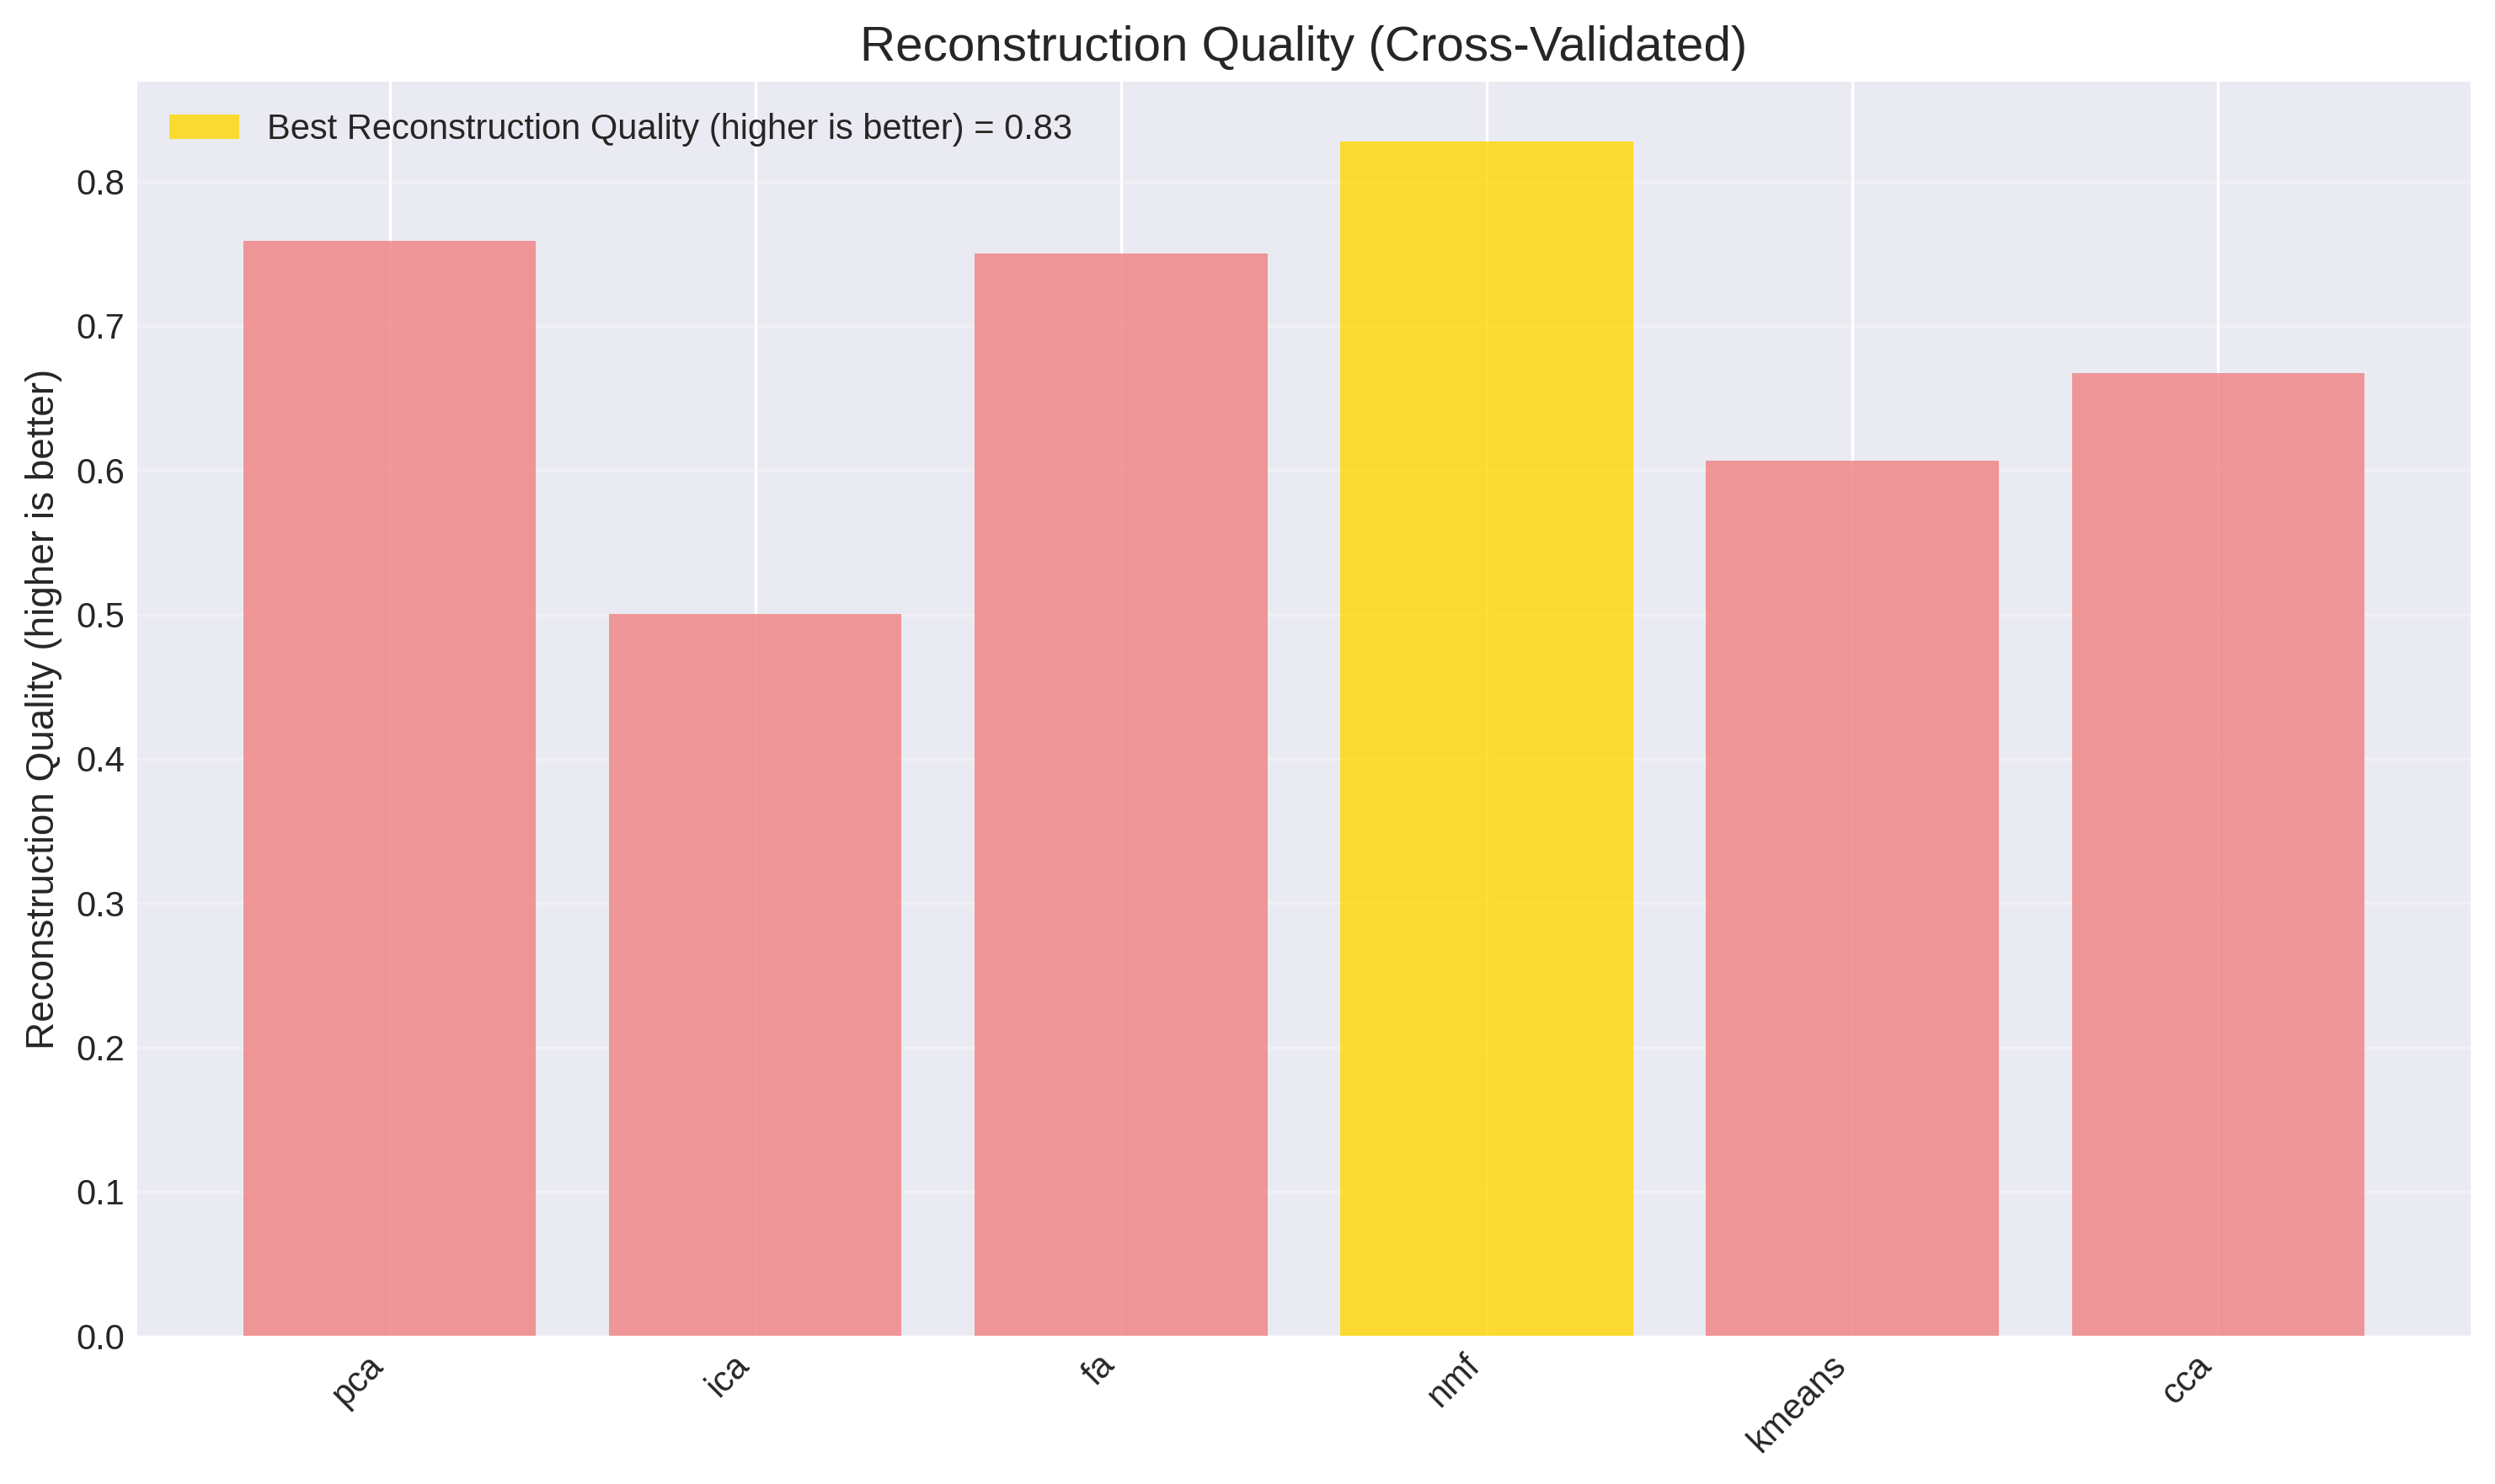 Reconstruction Quality (Cross-Validated)
Best Reconstruction Quality (higher is better) = 0.83
Reconstruction Quality (higher is better)
0.8
0.7
0.6
0.5
0.4
0.3
0.2
0.1
0.0
pca
ica
fa
nmf
kmeans
cca